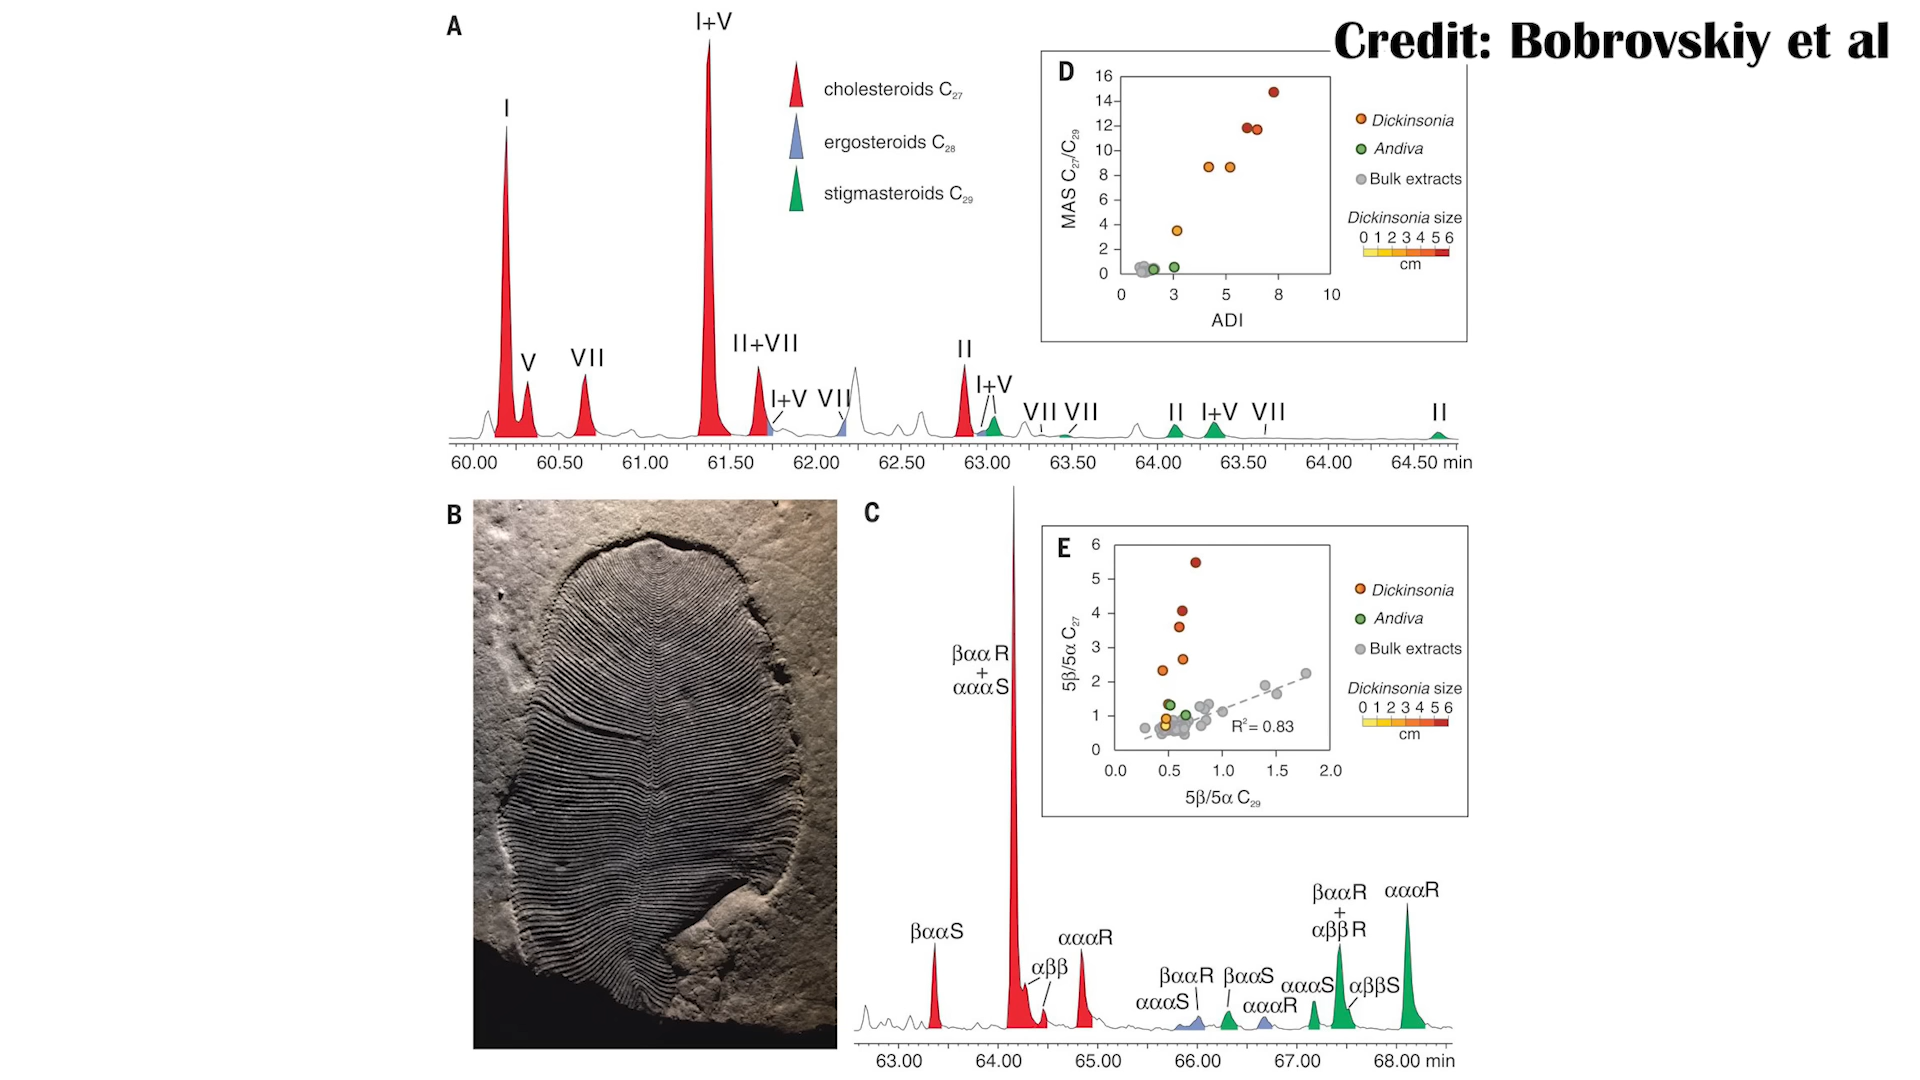 Credit: Bobrovskiy et al
A
I
V
VII
I+V
II+VII
I+V
VII
II
I+V
VII
VII
II
I+V
VII
II
cholesteroids C27
ergosteroids C28
stigmasteroids C29
60.00 60.50 61.00 61.50 62.00 62.50 63.00 63.50 64.00 63.50 64.00 64.50 min
D
MAS C27/C29
16
14
12
10
8
6
4
2
0
0 3 5 8 10
ADI
Dickinsonia
Andiva
Bulk extracts
Dickinsonia size
0 1 2 3 4 5 6
cm
B
C
βαα R
+
ααα S
βααS
αββ
αααR
βααR
αααS
βααS
αααR
αααS
βααR
+
αββ R
αββS
αααR
63.00 64.00 65.00 66.00 67.00 68.00 min
E
5β/5α C27
6
5
4
3
2
1
0
0.0 0.5 1.0 1.5 2.0
5β/5α C29
R²= 0.83
Dickinsonia
Andiva
Bulk extracts
Dickinsonia size
0 1 2 3 4 5 6
cm